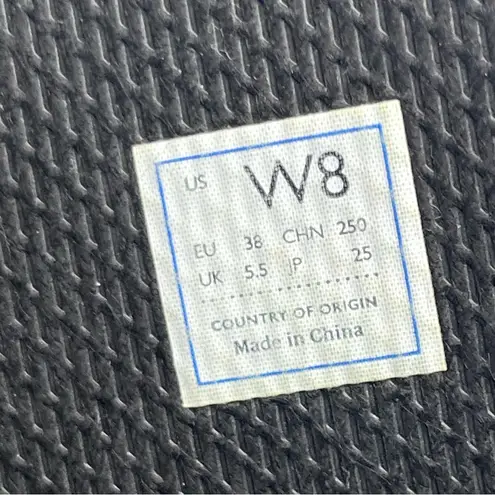 US W8
EU 38 CHN 250
UK 5.5 JP 25
COUNTRY OF ORIGIN
Made in China